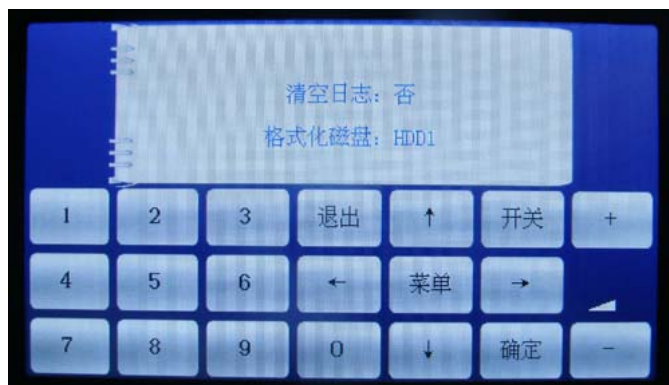 清空日志：否
格式化磁盘：HDD1
1 2 3 退出 ↑ 开关 +
4 5 6 ← 菜单 →
7 8 9 0 ↓ 确定 -